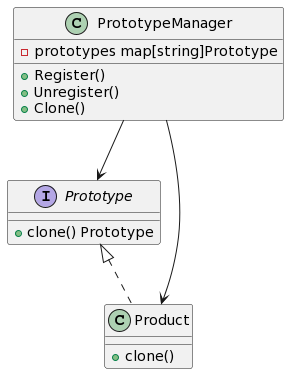 C PrototypeManager
prototypes map[string]Prototype
Register()
Unregister()
Clone()
I Prototype
clone() Prototype
C Product
clone()